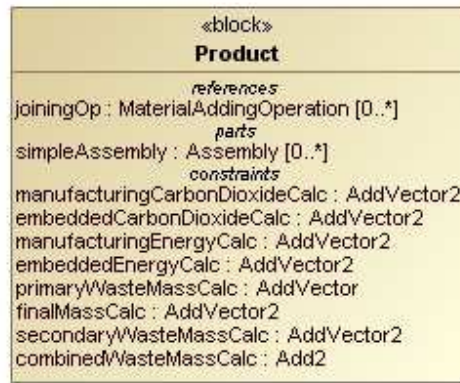 «block»
Product
references
joiningOp : MaterialAddingOperation [0..*]
parts
simpleAssembly : Assembly [0..*]
constraints
manufacturingCarbonDioxideCalc : AddVector2
embeddedCarbonDioxideCalc : AddVector2
manufacturingEnergyCalc : AddVector2
embeddedEnergyCalc : AddVector2
primaryWasteMassCalc : AddVector
finalMassCalc : AddVector2
secondaryWasteMassCalc : AddVector2
combinedWasteMassCalc : Add2